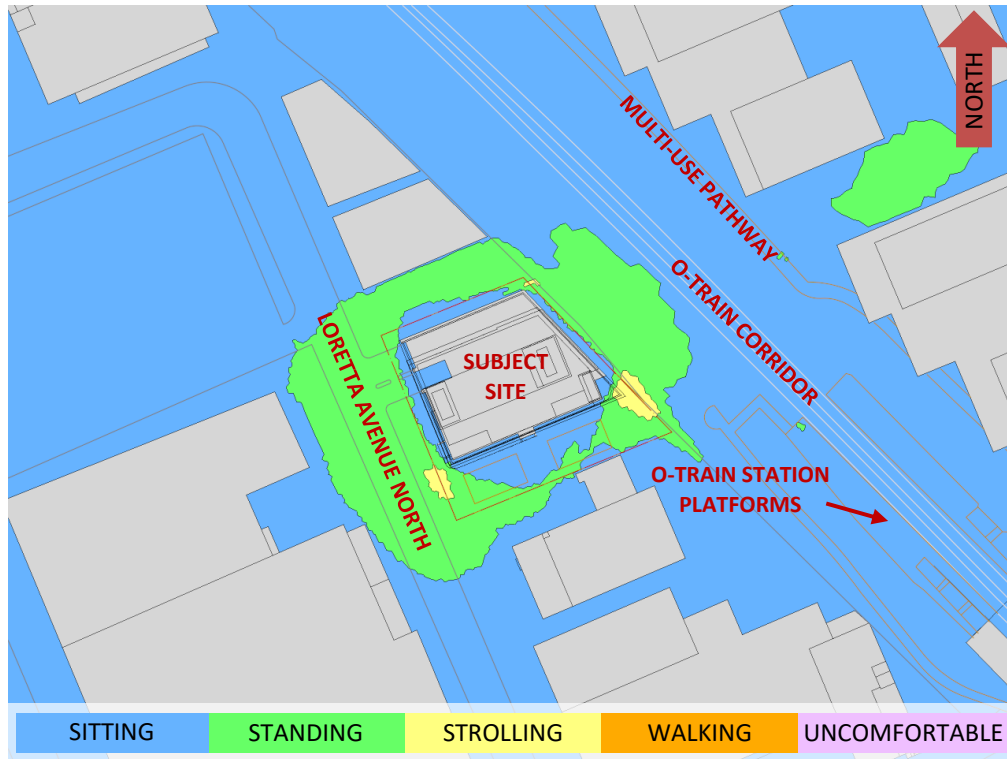 NORTH
MULTI-USE PATHWAY
O-TRAIN CORRIDOR
LORETTA AVENUE NORTH
SUBJECT
SITE
O-TRAIN STATION
PLATFORMS
SITTING
STANDING
STROLLING
WALKING
UNCOMFORTABLE